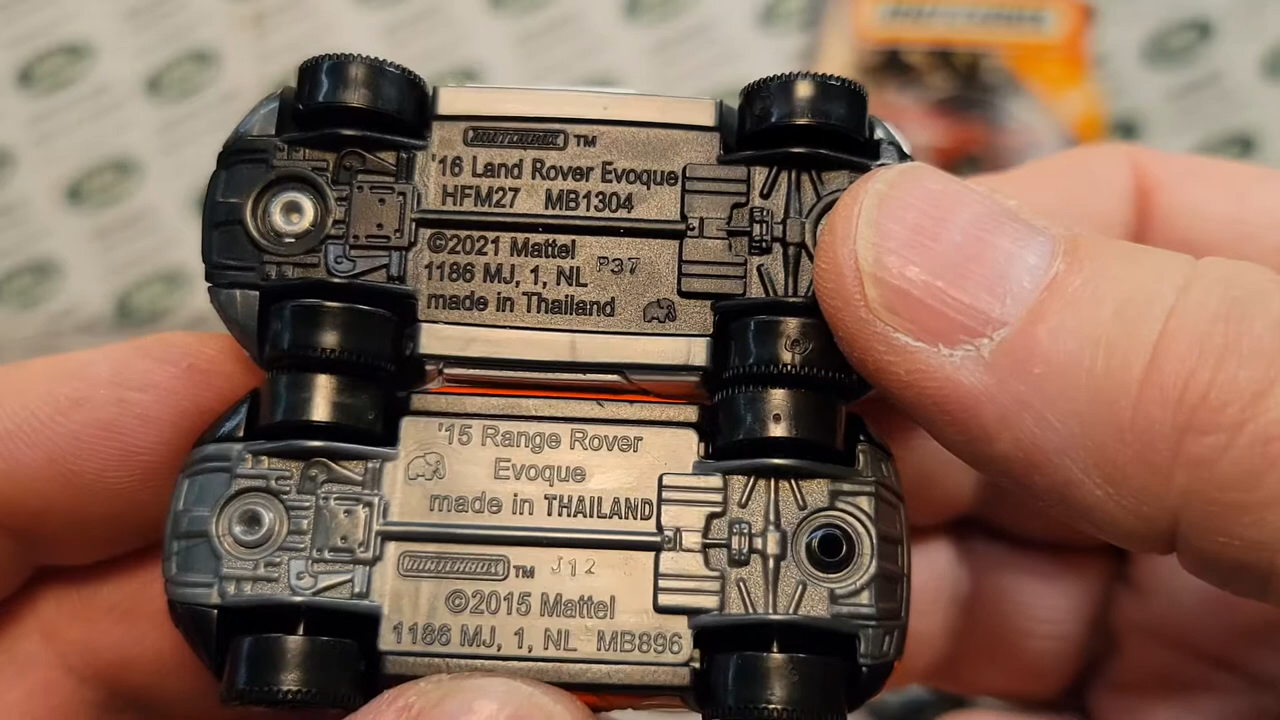 MATCHBOX TM
'16 Land Rover Evoque
HFM27 MB1304
©2021 Mattel
1186 MJ, 1, NL P37
made in Thailand
'15 Range Rover
Evoque
made in THAILAND
MATCHBOX TM J12
©2015 Mattel
1186 MJ, 1, NL MB896